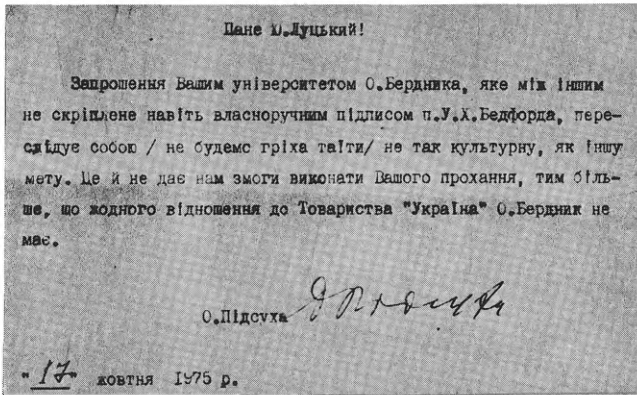 Пане Ю.Луцький!
Запрошення Вашим університетом О.Бердника, яке між іншим
не скріплене навіть власноручним підписом п.У.Х.Бедфорда, пере-
слідує собою / не будемо гріха таїти/ не так культурну, як іншу
мету. Це й не дає нам змоги виконати Вашого прохання, тим біль-
ше, що жодного відношення до Товариства "Україна" О.Бердник не
має.
О.Підсуха О Підсуха
"17" жовтня 1975 р.